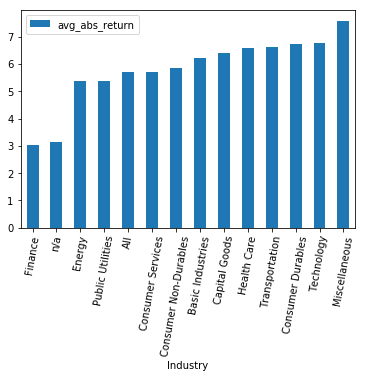 avg_abs_return
7
6
5
4
3
2
1
0
Finance
n/a
Energy
Public Utilities
All
Consumer Services
Consumer Non-Durables
Basic Industries
Capital Goods
Health Care
Transportation
Consumer Durables
Technology
Miscellaneous
Industry